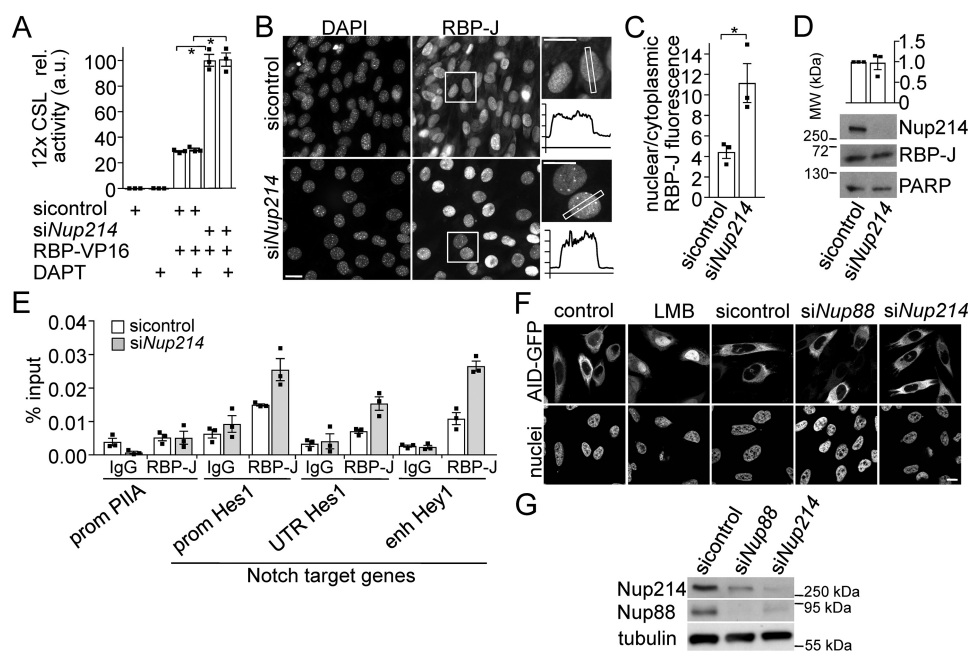 A
12x CSL rel.
activity (a.u.)
100
80
60
40
20
0
*
*
sicontrol + + +
siNup214 + +
RBP-VP16 + + + +
DAPT + + +
B
DAPI
RBP-J
sicontrol
siNup214
C
nuclear/cytoplasmic
RBP-J fluorescence
14
12
10
8
6
4
2
0
*
sicontrol
siNup214
D
1.5
1.0
0.5
0
MW (kDa)
250
72
130
Nup214
RBP-J
PARP
sicontrol
siNup214
E
% input
0.04
0.03
0.02
0.01
0.00
sicontrol
siNup214
IgG RBP-J IgG RBP-J IgG RBP-J IgG RBP-J
prom PIIA
prom Hes1
UTR Hes1
enh Hey1
Notch target genes
F
control LMB sicontrol siNup88 siNup214
AID-GFP
nuclei
G
sicontrol
siNup88
siNup214
Nup214
250 kDa
Nup88
95 kDa
tubulin
55 kDa